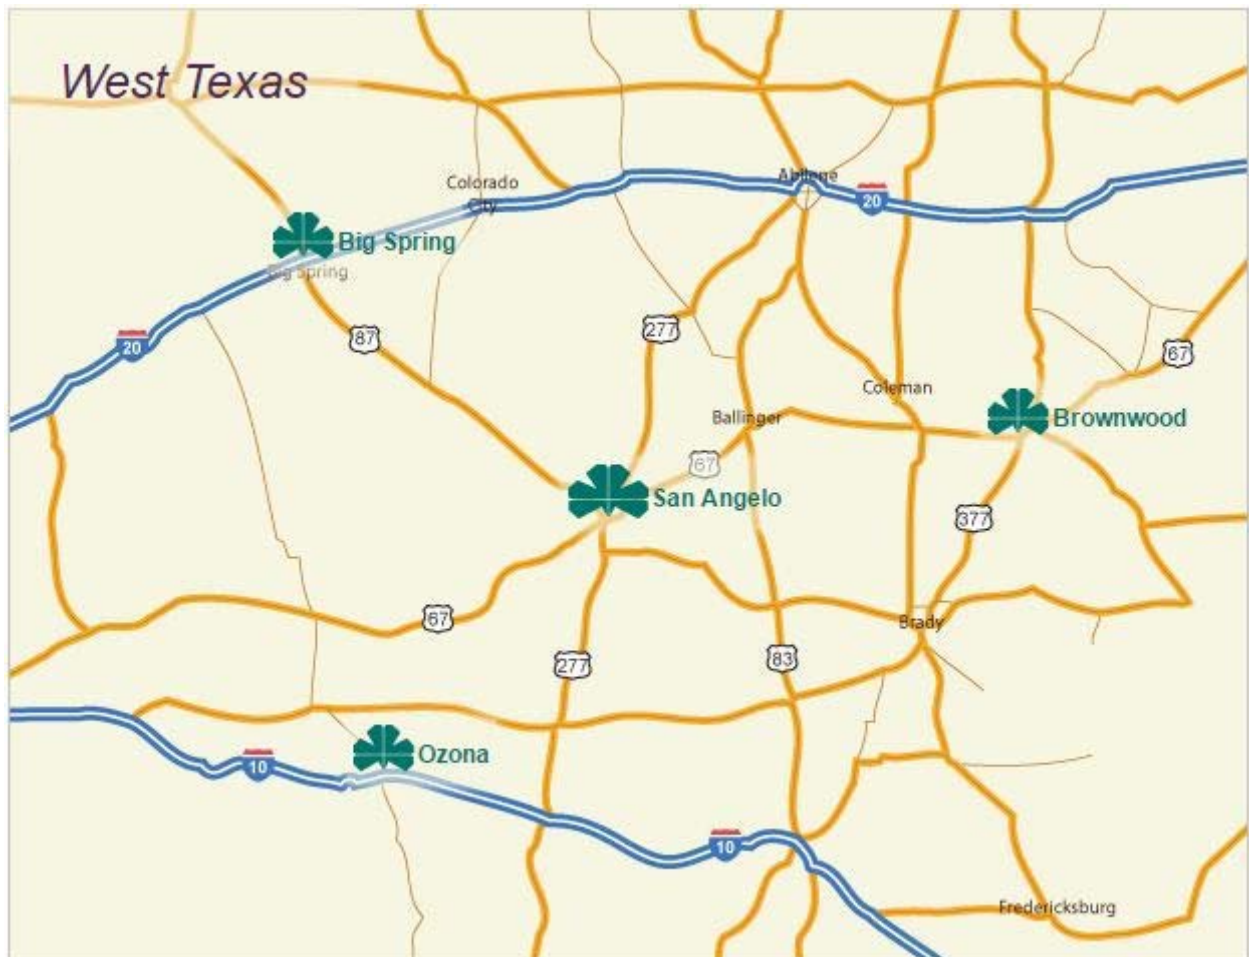 West Texas
Abilene
Colorado
City
20
Big Spring
Big Spring
20
87
277
67
Coleman
Ballinger
Brownwood
67
San Angelo
377
67
Brady
277
83
Ozona
10
10
Fredericksburg